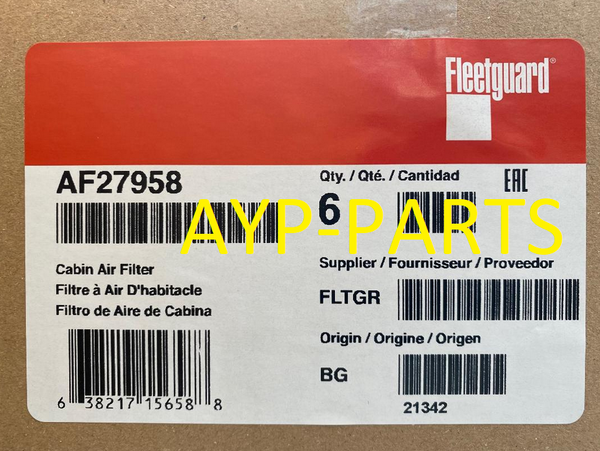 Fleetguard®
AF27958
Qty. / Qté. / Cantidad
6
EAC
AYP-PARTS
Cabin Air Filter
Filtre à Air D'habitacle
Filtro de Aire de Cabina
Supplier / Fournisseur / Proveedor
FLTGR
Origin / Origine / Origen
BG
21342
6 38217 15658 8